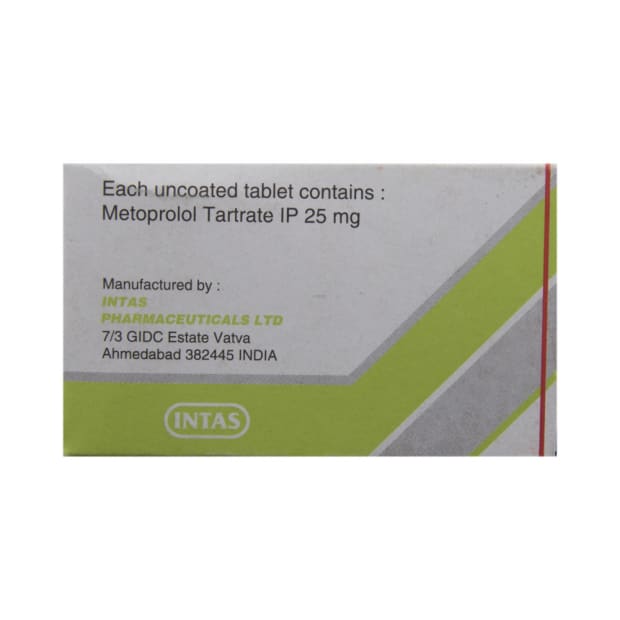 Each uncoated tablet contains :
Metoprolol Tartrate IP 25 mg
Manufactured by :
INTAS
PHARMACEUTICALS LTD
7/3 GIDC Estate Vatva
Ahmedabad 382445 INDIA
INTAS